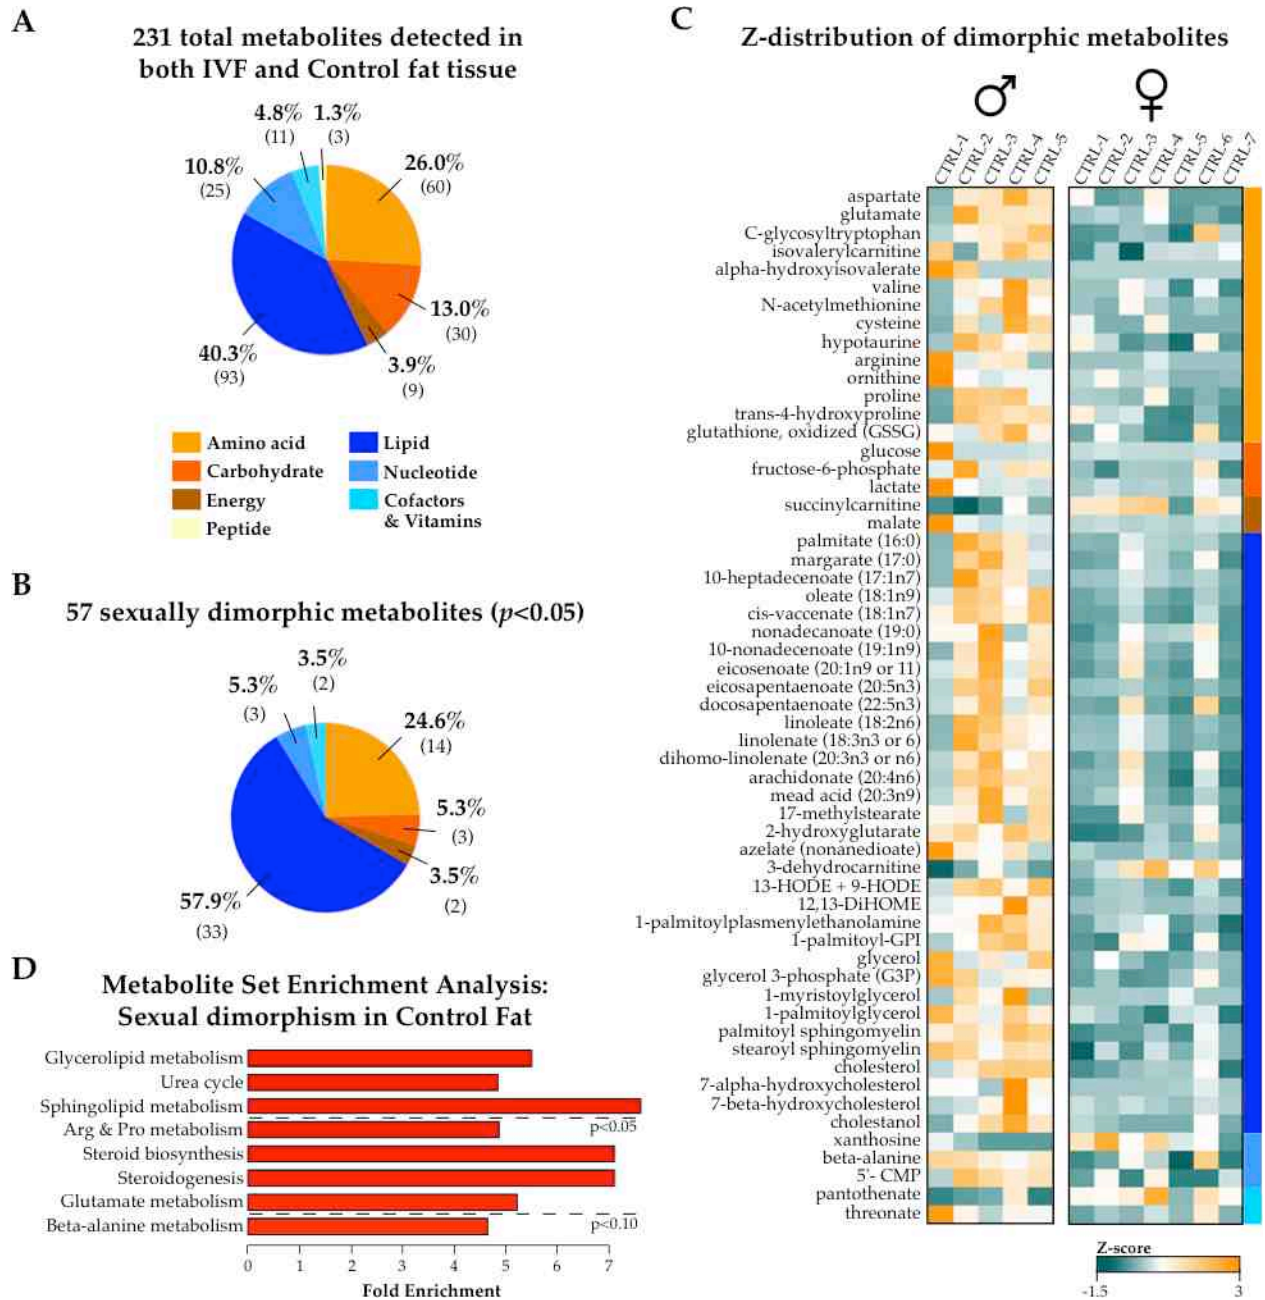 A
231 total metabolites detected in
both IVF and Control fat tissue
4.8%
(11)
1.3%
(3)
10.8%
(25)
26.0%
(60)
13.0%
(30)
40.3%
(93)
3.9%
(9)
Amino acid
Carbohydrate
Energy
Peptide
Lipid
Nucleotide
Cofactors
& Vitamins
B
57 sexually dimorphic metabolites (p<0.05)
3.5%
(2)
5.3%
(3)
24.6%
(14)
5.3%
(3)
3.5%
(2)
57.9%
(33)
C
Z-distribution of dimorphic metabolites
♂
♀
CTRL-1
CTRL-2
CTRL-3
CTRL-4
CTRL-5
CTRL-1
CTRL-2
CTRL-3
CTRL-4
CTRL-5
CTRL-6
CTRL-7
aspartate
glutamate
C-glycosyltryptophan
isovalerylcarnitine
alpha-hydroxyisovalerate
valine
N-acetylmethionine
cysteine
hypotaurine
arginine
ornithine
proline
trans-4-hydroxyproline
glutathione, oxidized (GSSG)
glucose
fructose-6-phosphate
lactate
succinylcarnitine
malate
palmitate (16:0)
margarate (17:0)
10-heptadecenoate (17:1n7)
oleate (18:1n9)
cis-vaccenate (18:1n7)
nonadecanoate (19:0)
10-nonadecenoate (19:1n9)
eicosenoate (20:1n9 or 11)
eicosapentaenoate (20:5n3)
docosapentaenoate (22:5n3)
linoleate (18:2n6)
linolenate (18:3n3 or 6)
dihomo-linolenate (20:3n3 or n6)
arachidonate (20:4n6)
mead acid (20:3n9)
17-methylstearate
2-hydroxyglutarate
azelate (nonanedioate)
3-dehydrocarnitine
13-HODE + 9-HODE
12,13-DiHOME
1-palmitoylplasmenylethanolamine
1-palmitoyl-GPI
glycerol
glycerol 3-phosphate (G3P)
1-myristoylglycerol
1-palmitoylglycerol
palmitoyl sphingomyelin
stearoyl sphingomyelin
cholesterol
7-alpha-hydroxycholesterol
7-beta-hydroxycholesterol
cholestanol
xanthosine
beta-alanine
5'- CMP
pantothenate
threonate
Z-score
-1.5
3
D
Metabolite Set Enrichment Analysis:
Sexual dimorphism in Control Fat
Glycerolipid metabolism
Urea cycle
Sphingolipid metabolism
p<0.05
Arg & Pro metabolism
Steroid biosynthesis
Steroidogenesis
Glutamate metabolism
p<0.10
Beta-alanine metabolism
0 1 2 3 4 5 6 7
Fold Enrichment